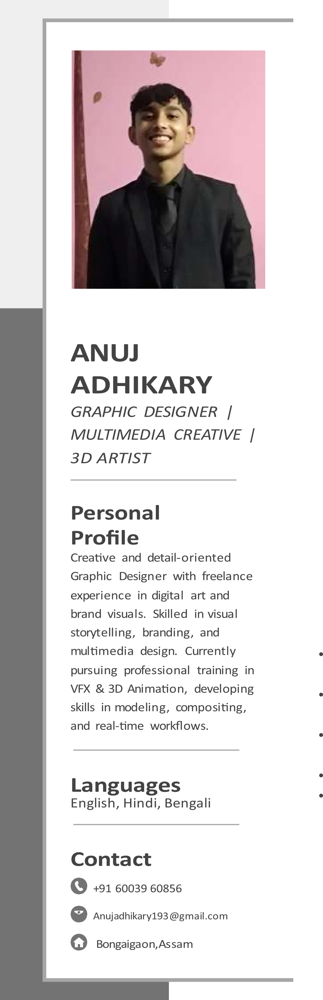 ANUJ
ADHIKARY
GRAPHIC DESIGNER |
MULTIMEDIA CREATIVE |
3D ARTIST
Personal
Profile
Creative and detail-oriented
Graphic Designer with freelance
experience in digital art and
brand visuals. Skilled in visual
storytelling, branding, and
multimedia design. Currently
pursuing professional training in
VFX & 3D Animation, developing
skills in modeling, compositing,
and real-time workflows.
Languages
English, Hindi, Bengali
Contact
+91 60039 60856
Anujadhikary193@gmail.com
Bongaigaon,Assam